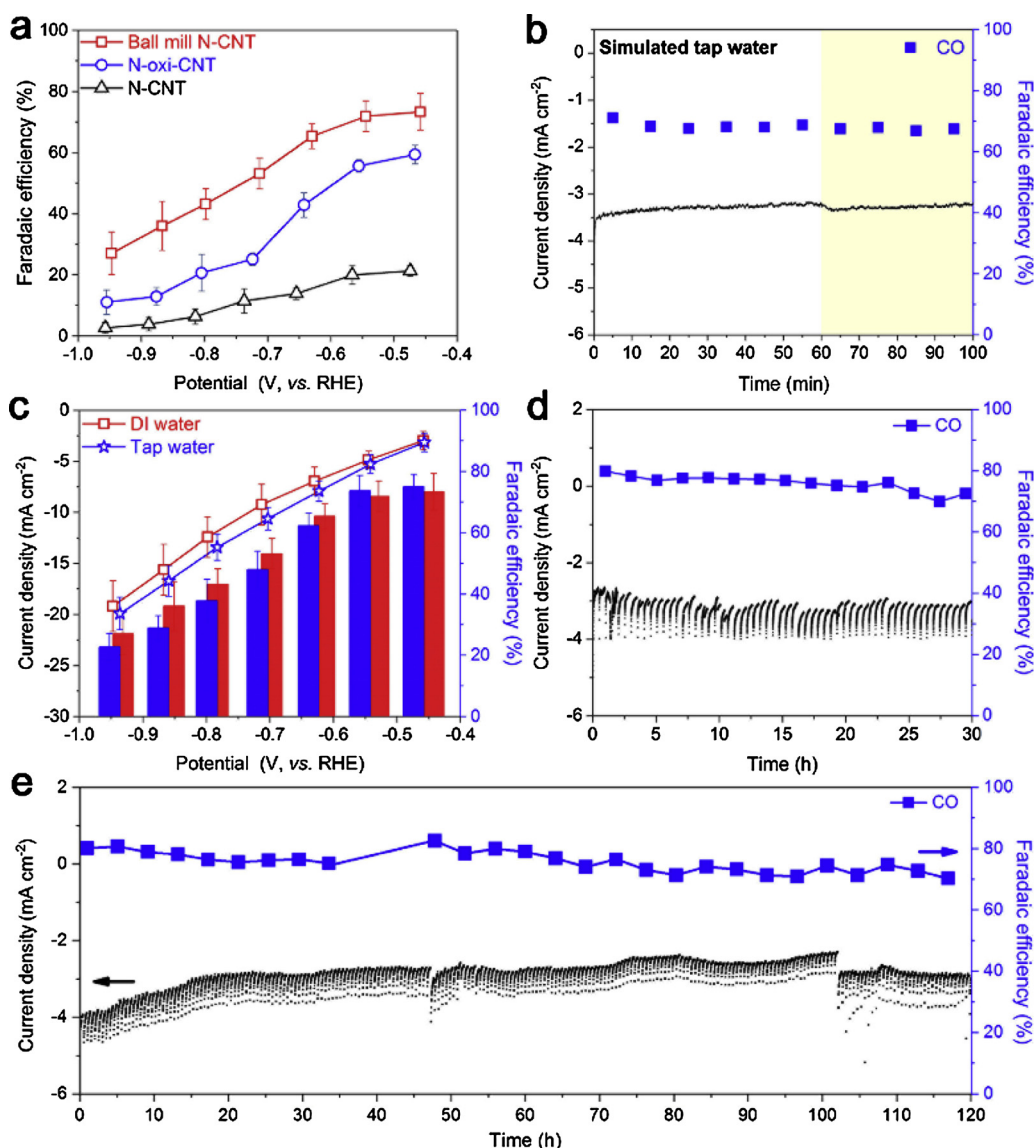 a
Ball mill N-CNT
N-oxi-CNT
N-CNT
Faradaic efficiency (%)
100
80
60
40
20
0
-1.0 -0.9 -0.8 -0.7 -0.6 -0.5 -0.4
Potential (V, vs. RHE)
b
Simulated tap water
CO
Current density (mA cm⁻²)
0
-1
-2
-3
-4
-5
-6
Faradaic efficiency (%)
100
80
60
40
20
0
0 10 20 30 40 50 60 70 80 90 100
Time (min)
c
DI water
Tap water
Current density (mA cm⁻²)
0
-5
-10
-15
-20
-25
-30
Faradaic efficiency (%)
100
80
60
40
20
0
-1.0 -0.9 -0.8 -0.7 -0.6 -0.5 -0.4
Potential (V, vs. RHE)
d
CO
Current density (mA cm⁻²)
2
0
-2
-4
-6
Faradaic efficiency (%)
100
80
60
40
20
0
0 5 10 15 20 25 30
Time (h)
e
CO
Current density (mA cm⁻²)
2
0
-2
-4
-6
Faradaic efficiency (%)
100
80
60
40
20
0
0 10 20 30 40 50 60 70 80 90 100 110 120
Time (h)